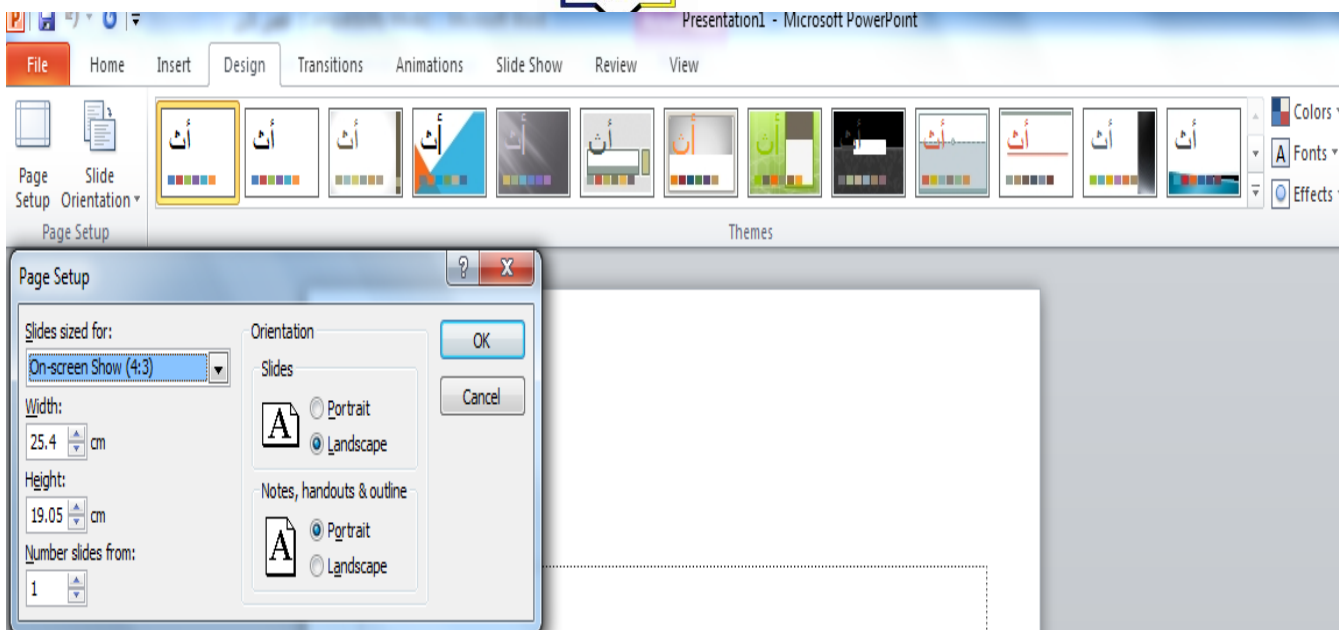 Presentation1 - Microsoft PowerPoint
File Home Insert Design Transitions Animations Slide Show Review View
أث أث أث أث أث أث أث أث أث أث أث أث أث
Colors
Fonts
Effects
Page Setup
Slide Orientation
Page Setup
Themes
Page Setup
Slides sized for:
On-screen Show (4:3)
Width:
25.4 cm
Height:
19.05 cm
Number slides from:
1
Orientation
Slides
A
Portrait
Landscape
Notes, handouts & outline
A
Portrait
Landscape
OK
Cancel